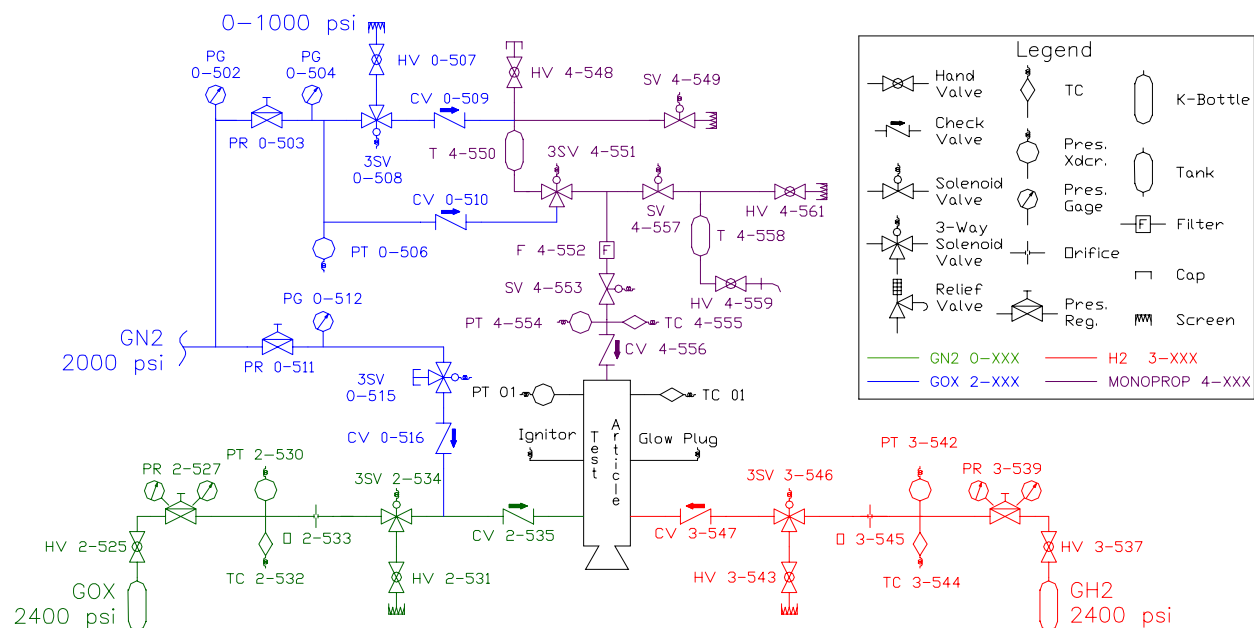 0-1000 psi
PG
0-502
PG
0-504
HV 0-507
CV 0-509
PR 0-503
3SV
0-508
CV 0-510
PT 0-506
PG 0-512
GN2
2000 psi
PR 0-511
3SV
0-515
CV 0-516
HV 4-548
SV 4-549
T 4-550
3SV 4-551
SV
4-557
HV 4-561
T 4-558
F 4-552
F
SV 4-553
HV 4-559
PT 4-554
TC 4-555
CV 4-556
PT 01
TC 01
Ignitor
Glow Plug
Test
Article
PT 2-530
PR 2-527
3SV 2-534
HV 2-525
O 2-533
CV 2-535
TC 2-532
HV 2-531
GOX
2400 psi
3SV 3-546
PT 3-542
PR 3-539
CV 3-547
O 3-545
HV 3-537
HV 3-543
TC 3-544
GH2
2400 psi
Legend
Hand
Valve
TC
K-Bottle
Check
Valve
Pres.
Xdcr.
Tank
Solenoid
Valve
Pres.
Gage
3-Way
Solenoid
Valve
F
Filter
Orifice
Cap
Relief
Valve
Pres.
Reg.
Screen
GN2 0-XXX
H2 3-XXX
GOX 2-XXX
MONOPROP 4-XXX